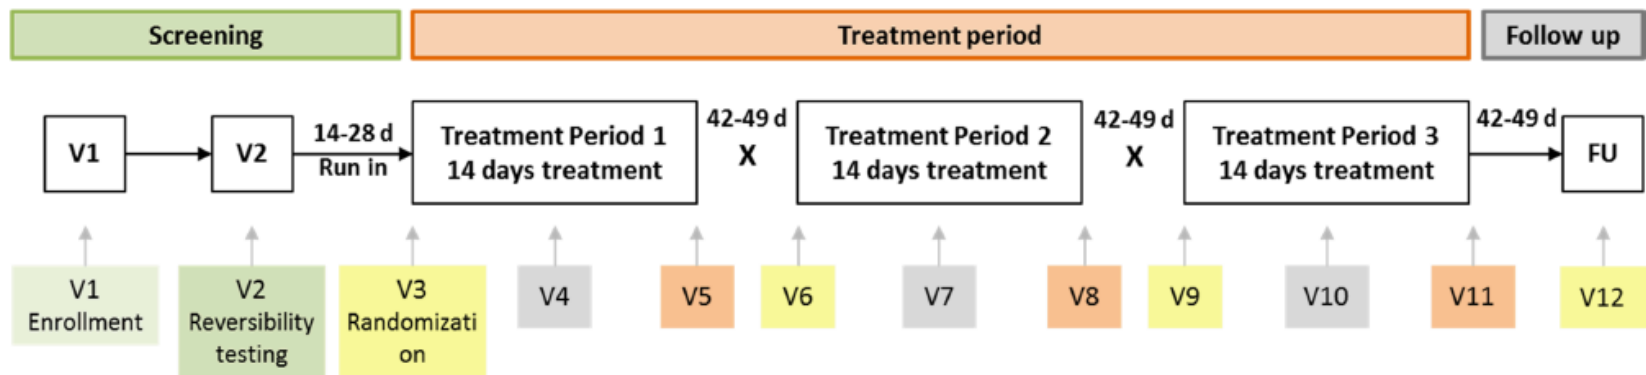 Screening
Treatment period
Follow up
V1
V2
14-28 d
Run in
Treatment Period 1
14 days treatment
42-49 d
X
Treatment Period 2
14 days treatment
42-49 d
X
Treatment Period 3
14 days treatment
42-49 d
FU
V1
Enrollment
V2
Reversibility
testing
V3
Randomizati
on
V4
V5
V6
V7
V8
V9
V10
V11
V12